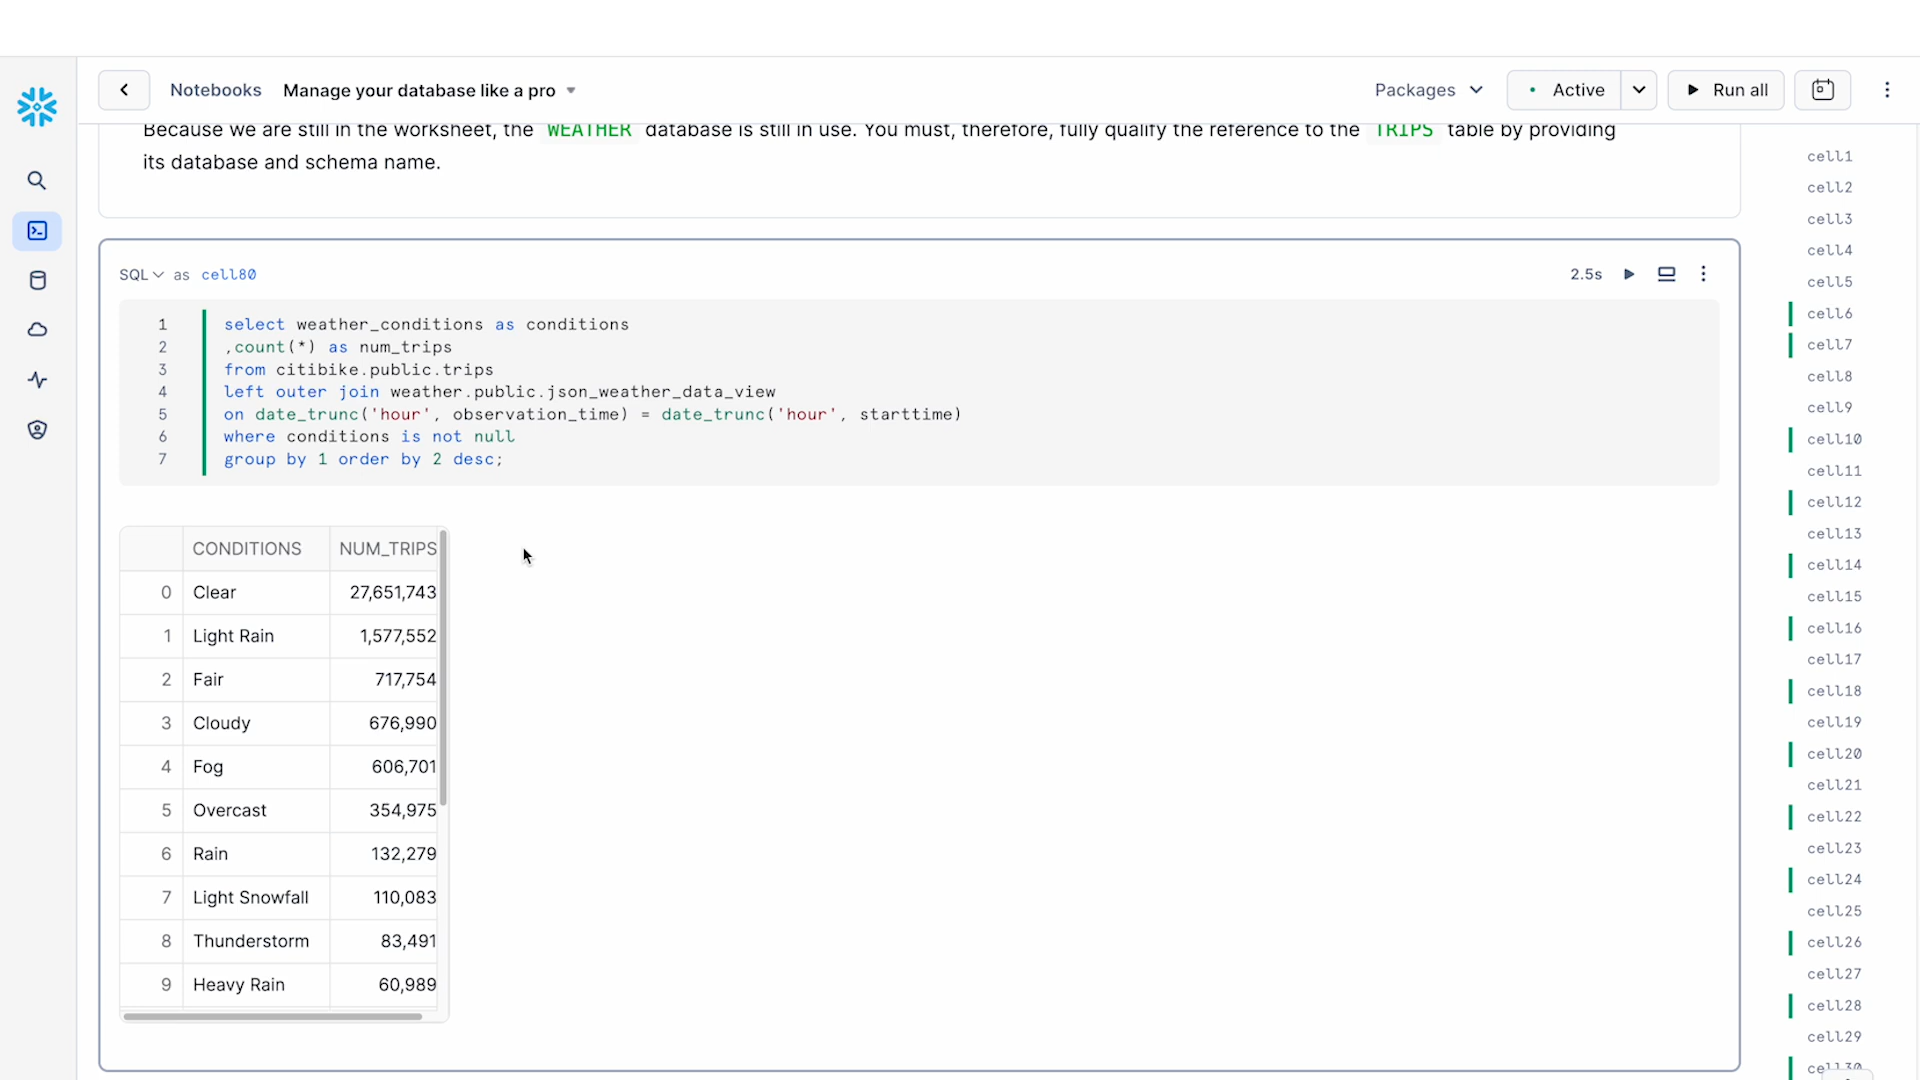 Notebooks Manage your database like a pro Packages Active Run all
Because we are still in the worksheet, the WEATHER database is still in use. You must, therefore, fully qualify the reference to the TRIPS table by providing
its database and schema name.
SQL as cell80 2.5s
1 select weather_conditions as conditions
2 ,count(*) as num_trips
3 from citibike.public.trips
4 left outer join weather.public.json_weather_data_view
5 on date_trunc('hour', observation_time) = date_trunc('hour', starttime)
6 where conditions is not null
7 group by 1 order by 2 desc;
CONDITIONS NUM_TRIPS
0 Clear 27,651,743
1 Light Rain 1,577,552
2 Fair 717,754
3 Cloudy 676,990
4 Fog 606,701
5 Overcast 354,975
6 Rain 132,279
7 Light Snowfall 110,083
8 Thunderstorm 83,491
9 Heavy Rain 60,989
cell1
cell2
cell3
cell4
cell5
cell6
cell7
cell8
cell9
cell10
cell11
cell12
cell13
cell14
cell15
cell16
cell17
cell18
cell19
cell20
cell21
cell22
cell23
cell24
cell25
cell26
cell27
cell28
cell29
cell30